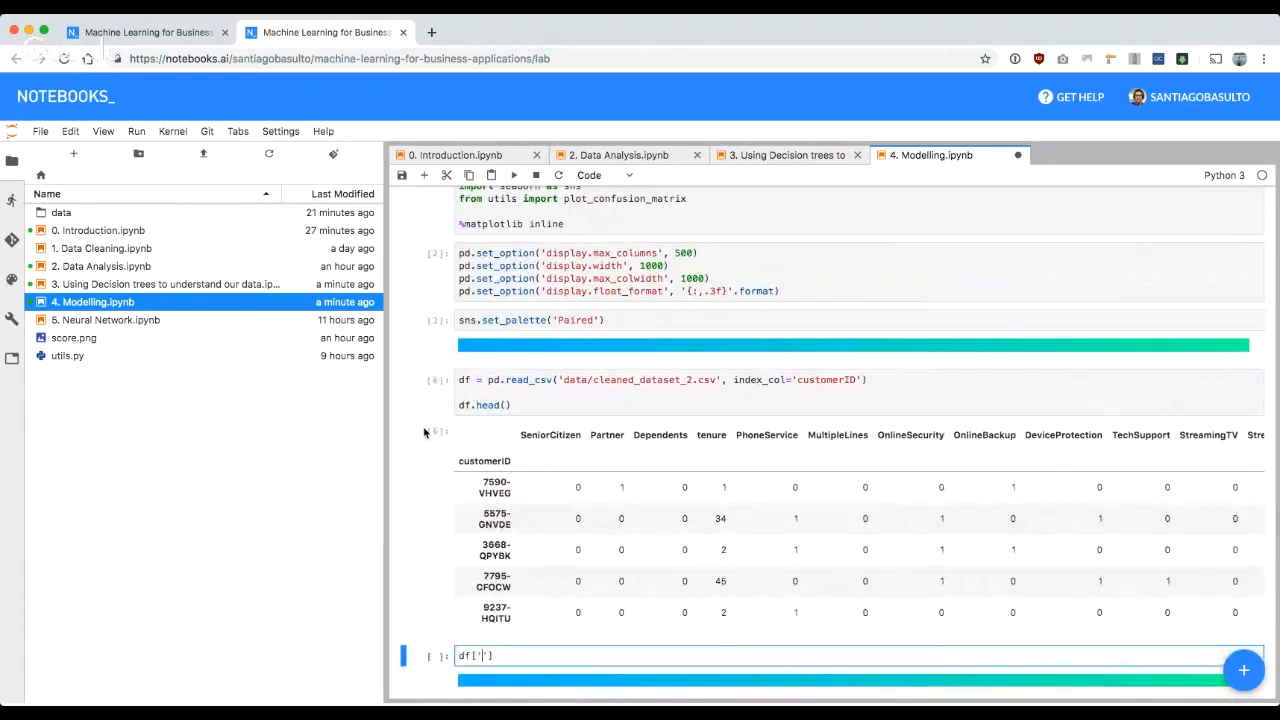 Machine Learning for Business
Machine Learning for Business
https://notebooks.ai/santiagobasulto/machine-learning-for-business-applications/lab
NOTEBOOKS_
GET HELP
SANTIAGOBASULTO
File Edit View Run Kernel Git Tabs Settings Help
0. Introduction.ipynb
2. Data Analysis.ipynb
3. Using Decision trees to
4. Modelling.ipynb
Code
Python 3
Name Last Modified
data 21 minutes ago
0. Introduction.ipynb 27 minutes ago
1. Data Cleaning.ipynb a day ago
2. Data Analysis.ipynb an hour ago
3. Using Decision trees to understand our data.ip... a minute ago
4. Modelling.ipynb a minute ago
5. Neural Network.ipynb 11 hours ago
score.png an hour ago
utils.py 9 hours ago
import seaborn as sns
from utils import plot_confusion_matrix
%matplotlib inline
[2]: pd.set_option('display.max_columns', 500)
pd.set_option('display.width', 1000)
pd.set_option('display.max_colwidth', 1000)
pd.set_option('display.float_format', '{:,.3f}'.format)
[3]: sns.set_palette('Paired')
[6]: df = pd.read_csv('data/cleaned_dataset_2.csv', index_col='customerID')
df.head()
[6]:
SeniorCitizen Partner Dependents tenure PhoneService MultipleLines OnlineSecurity OnlineBackup DeviceProtection TechSupport StreamingTV Stre
customerID
7590-VHVEG 0 1 0 1 0 0 0 1 0 0 0
5575-GNVDE 0 0 0 34 1 0 1 0 1 0 0
3668-QPYBK 0 0 0 2 1 0 1 1 0 0 0
7795-CFOCW 0 0 0 45 0 0 1 0 1 1 0
9237-HQITU 0 0 0 2 1 0 0 0 0 0 0
[ ]: df['']